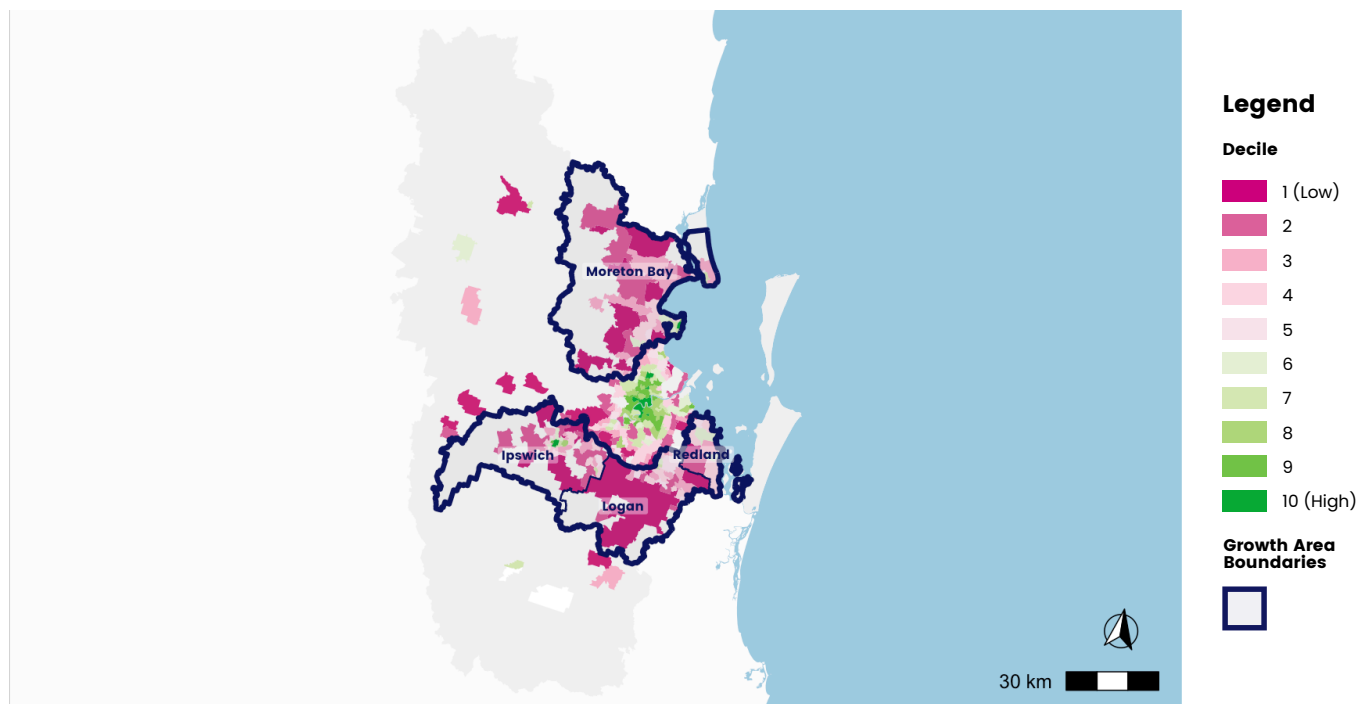 Moreton Bay
Ipswich
Redland
Logan
30 km
Legend
Decile
1 (Low)
2
3
4
5
6
7
8
9
10 (High)
Growth Area
Boundaries